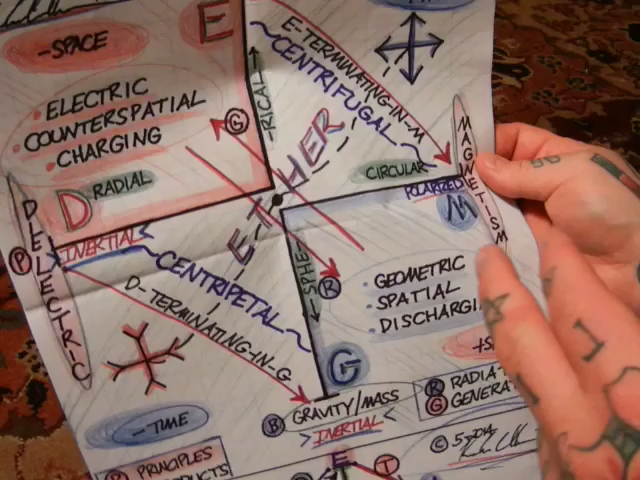 -SPACE
E
E-TERMINATING-IN-M
~CENTRIFUGAL~
• ELECTRIC
• COUNTERSPATIAL
• CHARGING
G
-RICAL→
ETHER
MAGNETISM
CIRCULAR
POLARIZED
RADIAL
D
M
DIELECTRIC
P
INERTIAL
~CENTRIPETAL~
D-TERMINATING-IN-G
←SPHE
R
• GEOMETRIC
• SPATIAL
• DISCHARGI
G
-TIME
B
GRAVITY/MASS
>INERTIAL<
R RADIA
G GENERA
© 5-2014
PRINCIPLES
E
T